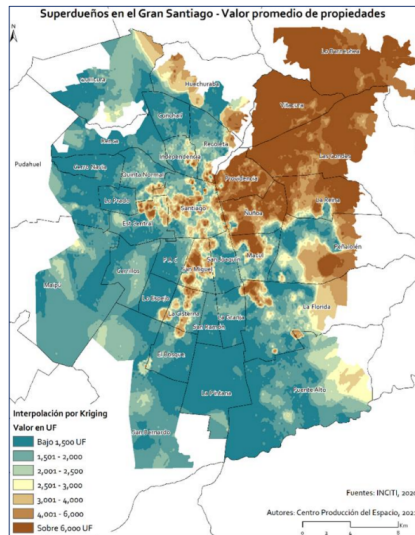 Superdueños en el Gran Santiago - Valor promedio de propiedades
N
Lo Barnechea
Huechuraba
Quilicura
Vitacura
Conchalí
Renca
Recoleta
Las Condes
Independencia
Pudahuel
Cerro Navia
Quinta Normal
Providencia
Lo Prado
Santiago
La Reina
Ñuñoa
Est. Central
Peñalolén
Macul
P.A.C
San Joaquín
Cerrillos
San Miguel
Maipú
Lo Espejo
La Cisterna
La Granja
La Florida
San Ramón
El Bosque
La Pintana
Puente Alto
San Bernardo
Interpolación por Kriging
Valor en UF
Bajo 1,500 UF
1,501 - 2,000
2,001 - 2,500
2,501 - 3,000
3,001 - 4,000
4,001 - 6,000
Sobre 6,000 UF
Fuentes: INCITI, 2020
Autores: Centro Producción del Espacio, 202
Km